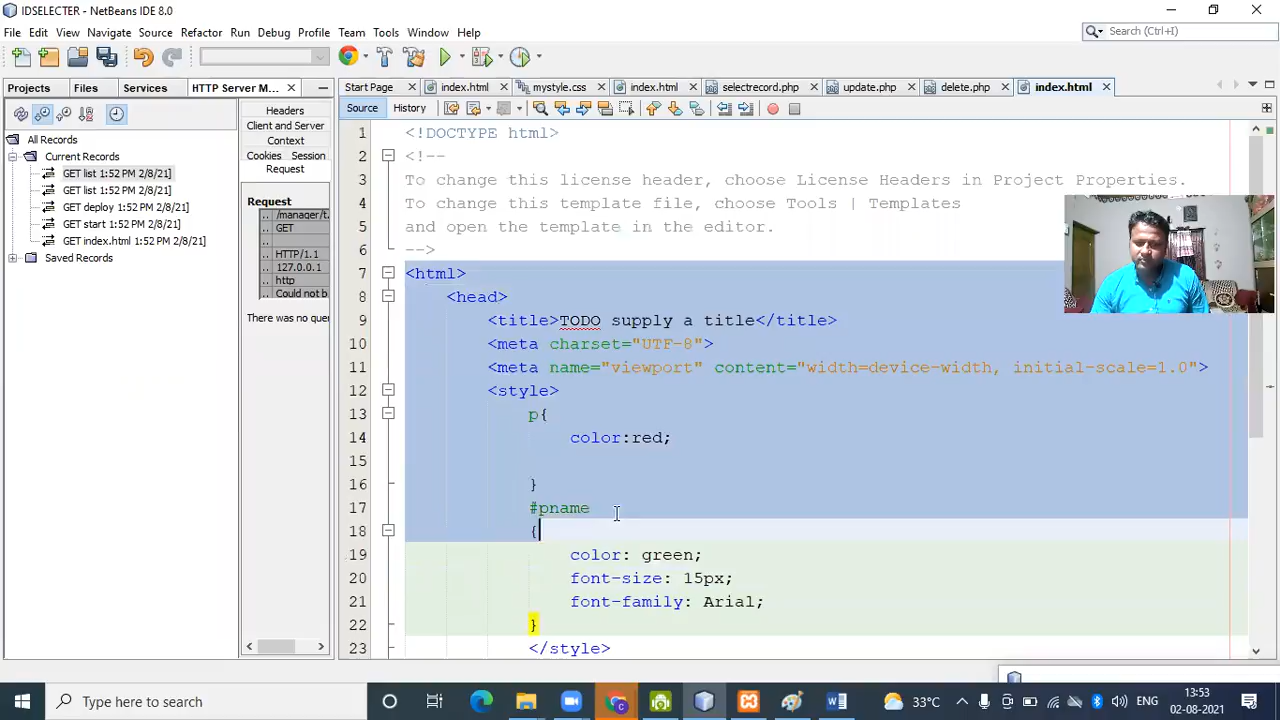 IDSELECTER - NetBeans IDE 8.0
File Edit View Navigate Source Refactor Run Debug Profile Team Tools Window Help
Search (Ctrl+I)
Projects Files Services HTTP Server M...
Start Page index.html mystyle.css index.html selectrecord.php update.php delete.php index.html
Source History
All Records
Current Records
GET list 1:52 PM 2/8/21]
GET list 1:52 PM 2/8/21]
GET deploy 1:52 PM 2/8/21]
GET start 1:52 PM 2/8/21]
GET index.html 1:52 PM 2/8/21]
Saved Records
Headers
Client and Server
Context
Cookies Session
Request
Request
.. /manager/t.
.. GET
..
.. HTTP/1.1
.. 127.0.0.1
.. http
.. Could not b
There was no que
1 <!DOCTYPE html>
2 <!--
3 To change this license header, choose License Headers in Project Properties.
4 To change this template file, choose Tools | Templates
5 and open the template in the editor.
6 -->
7 <html>
8 <head>
9 <title>TODO supply a title</title>
10 <meta charset="UTF-8">
11 <meta name="viewport" content="width=device-width, initial-scale=1.0">
12 <style>
13 p{
14 color:red;
15
16 }
17 #pname
18 {
19 color: green;
20 font-size: 15px;
21 font-family: Arial;
22 }
23 </style>
Type here to search
33°C
ENG
13:53
02-08-2021